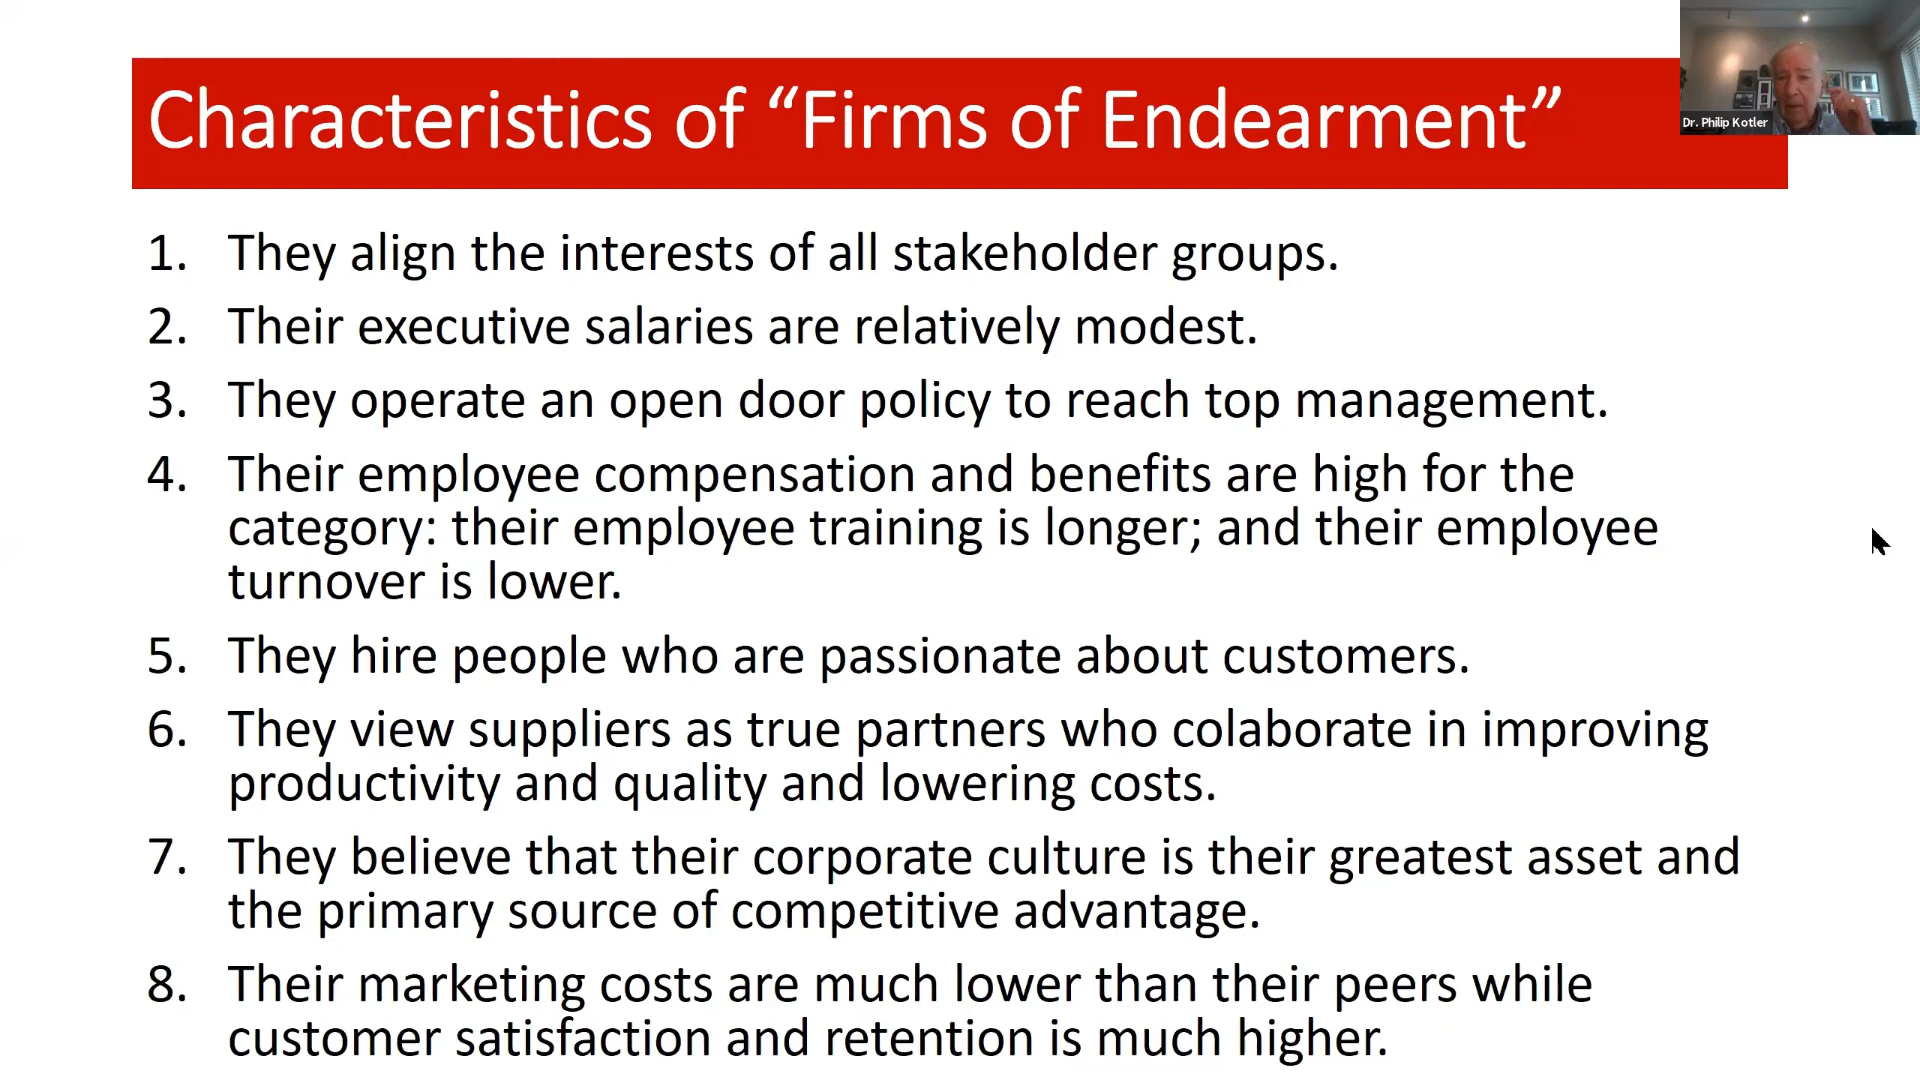 Characteristics of “Firms of Endearment”
Dr. Philip Kotler
1. They align the interests of all stakeholder groups.
2. Their executive salaries are relatively modest.
3. They operate an open door policy to reach top management.
4. Their employee compensation and benefits are high for the
category: their employee training is longer; and their employee
turnover is lower.
5. They hire people who are passionate about customers.
6. They view suppliers as true partners who colaborate in improving
productivity and quality and lowering costs.
7. They believe that their corporate culture is their greatest asset and
the primary source of competitive advantage.
8. Their marketing costs are much lower than their peers while
customer satisfaction and retention is much higher.